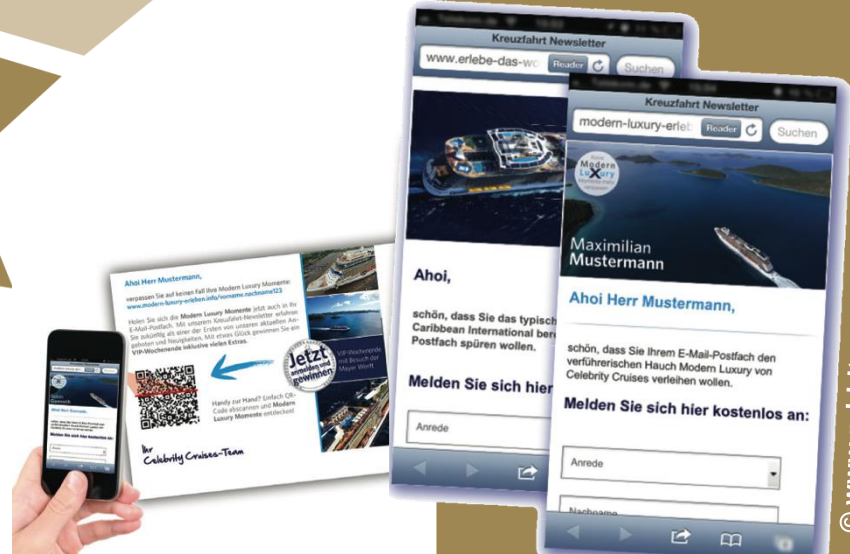 Ahoi Herr Mustermann,
verpassen Sie auf keinen Fall Ihre Modern Luxury Momente:
www.modern-luxury-erleben.info/vorname.nachname123
Holen Sie sich die Modern Luxury Momente jetzt auch in Ihr
E-Mail-Postfach. Mit unserem Kreuzfahrt-Newsletter erfahren
Sie zukünftig als einer der Ersten von unseren aktuellen An-
geboten und Neuigkeiten. Mit etwas Glück gewinnen Sie ein
VIP-Wochenende inklusive vielen Extras.
Jetzt
anmelden und
gewinnen
VIP-Wochenende
mit Besuch der
Meyer Werft
Handy zur Hand? Einfach QR-
Code abscannen und Modern
Luxury Momente entdecken!
Ihr
Celebrity Cruises-Team
Melden Sie sich hier kostenlos an:
Kreuzfahrt Newsletter
www.erlebe-das-wo
Reader
Suchen
Ahoi,
schön, dass Sie das typisch
Caribbean International ber
Postfach spüren wollen.
Melden Sie sich hier
Anrede
Kreuzfahrt Newsletter
modern-luxury-erleb
Reader
Suchen
Modern
Luxury
Maximilian
Mustermann
Ahoi Herr Mustermann,
schön, dass Sie Ihrem E-Mail-Postfach den
verführerischen Hauch Modern Luxury von
Celebrity Cruises verleihen wollen.
Melden Sie sich hier kostenlos an:
Anrede
Nachname